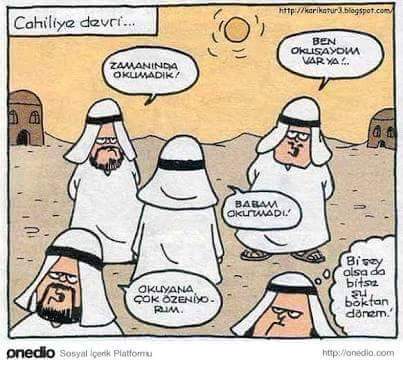 Cahiliye devri...
http://karikatur3.blogspot.com/
ZAMANINDA
OKUMADIK!
BEN
OKUSAYDIM
VAR YA!..
BABAM
OKUTMADI!
OKUYANA
ÇOK ÖZENİYO-
RUM.
Bi şey
olsa da
bitse
şu
boktan
dönem!
onedio Sosyal İçerik Platformu
http://onedio.com